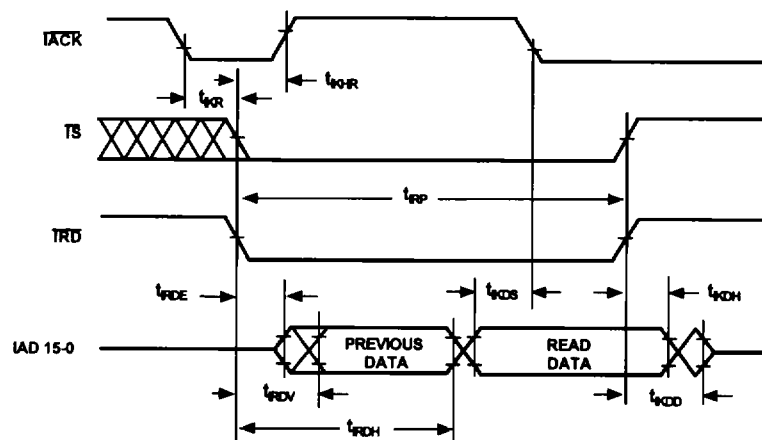 IACK
tIKHR
tIKR
IS
tIRP
IRD
tIRDE
tIKDS
tIKDH
IAD 15-0
PREVIOUS
DATA
READ
DATA
tIRDV
tIKDD
tIRDH